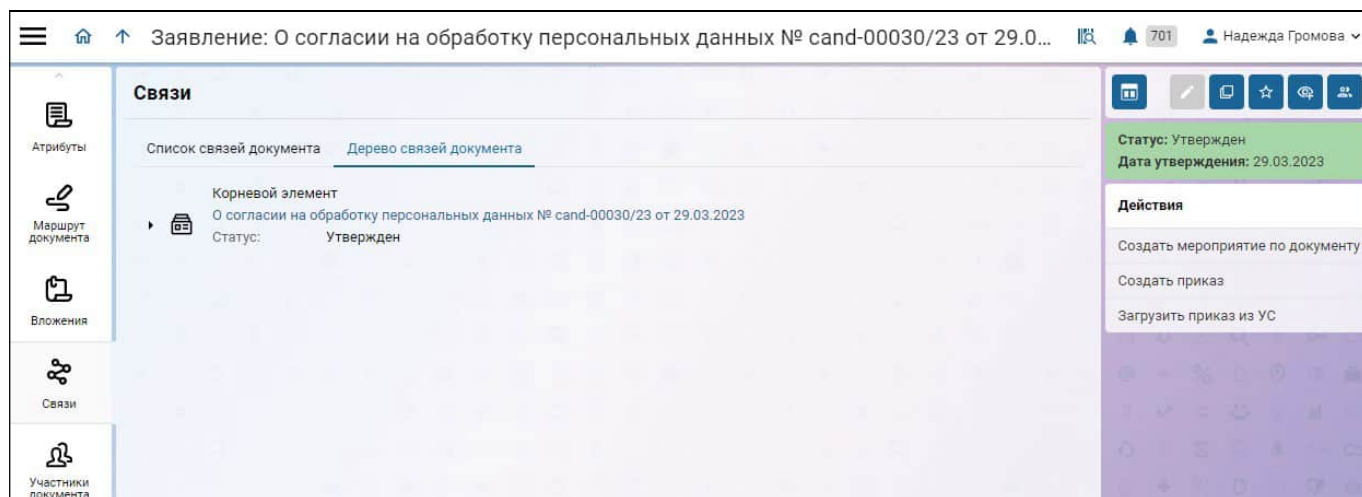 Заявление: О согласии на обработку персональных данных № cand-00030/23 от 29.0...
701
Надежда Громова
Атрибуты
Маршрут
документа
Вложения
Связи
Участники
документа
Связи
Список связей документа Дерево связей документа
Корневой элемент
О согласии на обработку персональных данных № cand-00030/23 от 29.03.2023
Статус: Утвержден
Статус: Утвержден
Дата утверждения: 29.03.2023
Действия
Создать мероприятие по документу
Создать приказ
Загрузить приказ из УС